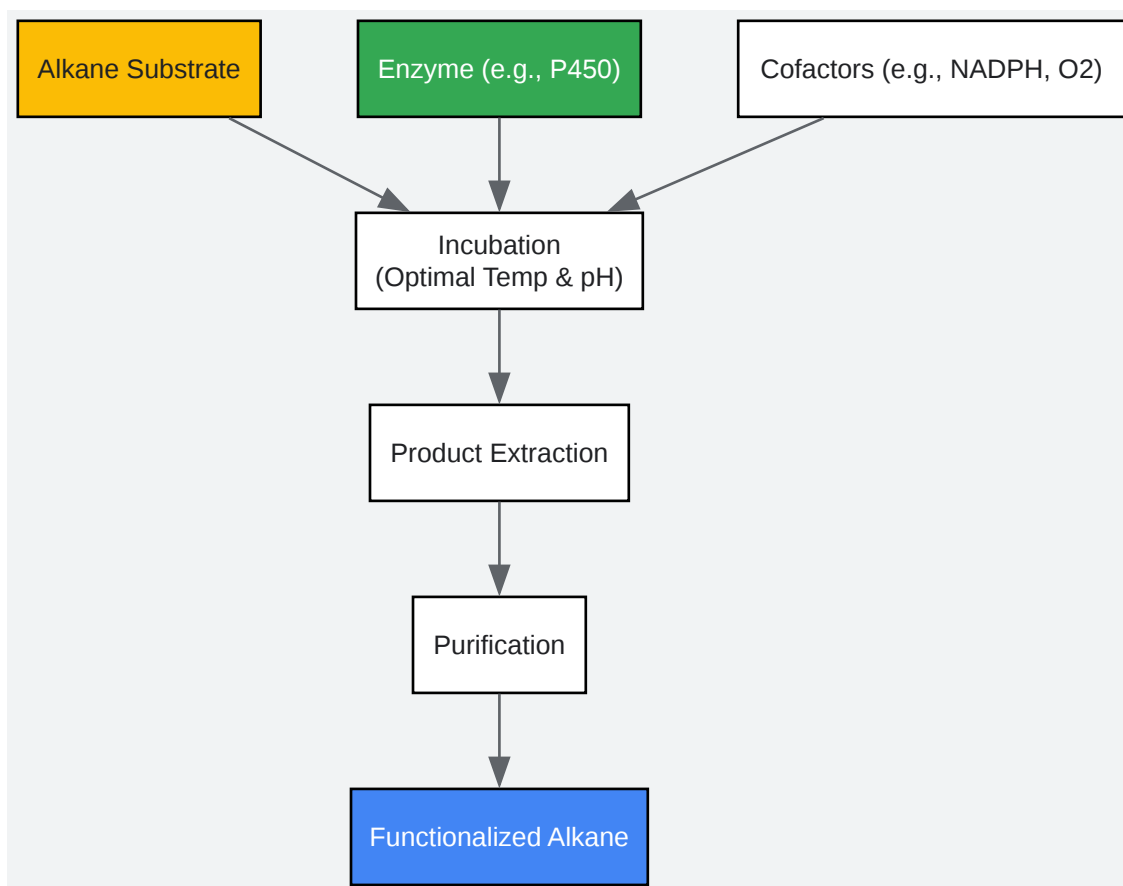 Alkane Substrate
Enzyme (e.g., P450)
Cofactors (e.g., NADPH, O2)
Incubation
(Optimal Temp & pH)
Product Extraction
Purification
Functionalized Alkane